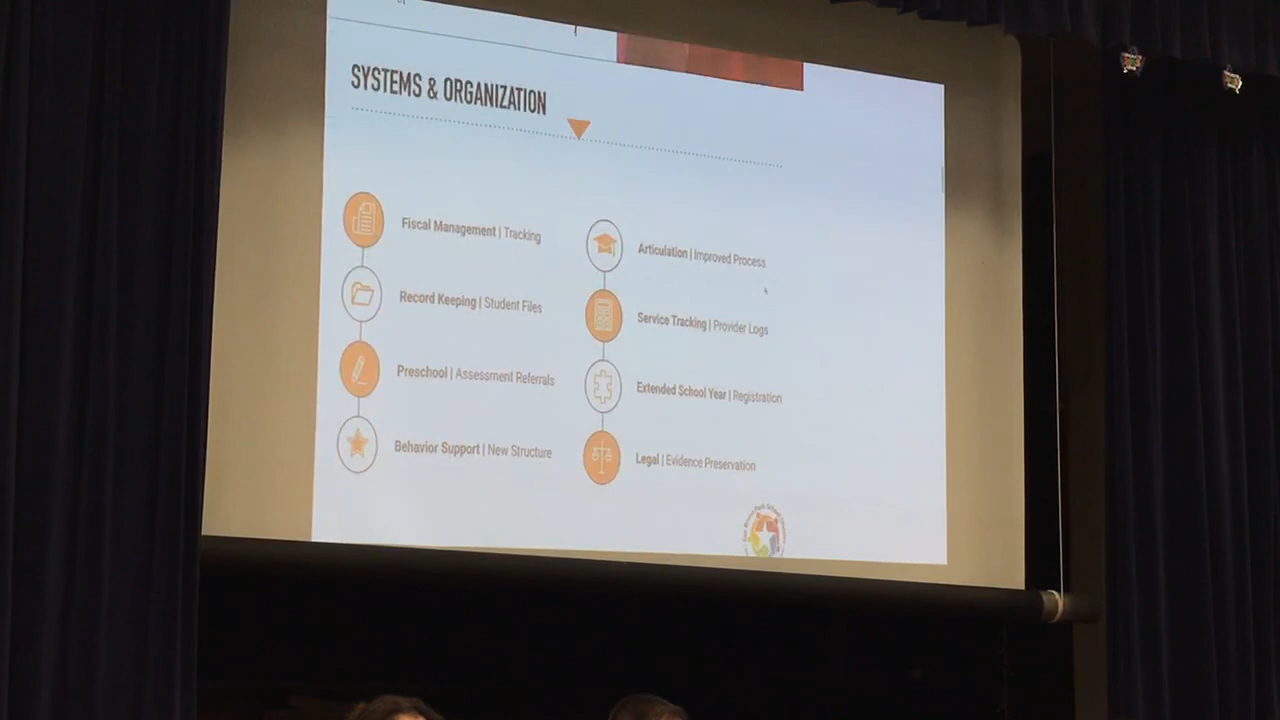 SYSTEMS & ORGANIZATION
Fiscal Management | Tracking
Record Keeping | Student Files
Preschool | Assessment Referrals
Behavior Support | New Structure
Articulation | Improved Process
Service Tracking | Provider Logs
Extended School Year | Registration
Legal | Evidence Preservation